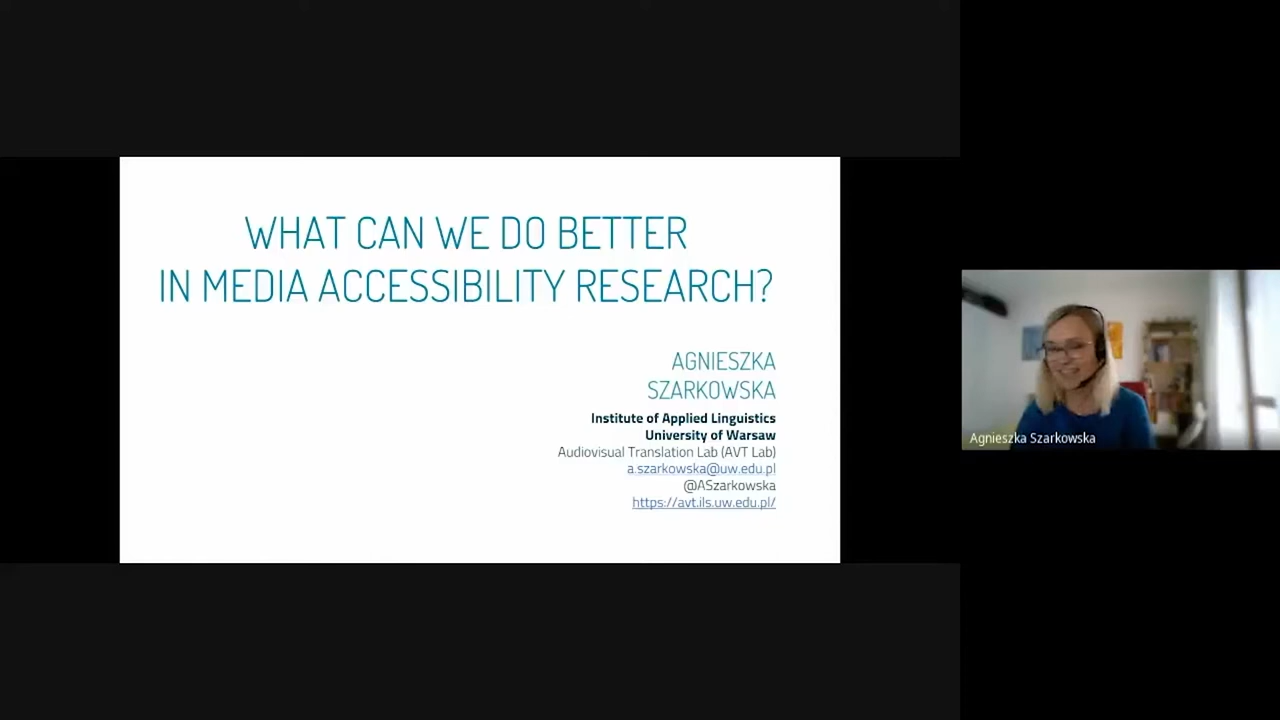 WHAT CAN WE DO BETTER
IN MEDIA ACCESSIBILITY RESEARCH?
AGNIESZKA
SZARKOWSKA
Institute of Applied Linguistics
University of Warsaw
Audiovisual Translation Lab (AVT Lab)
a.szarkowska@uw.edu.pl
@ASzarkowska
https://avt.ils.uw.edu.pl/
Agnieszka Szarkowska